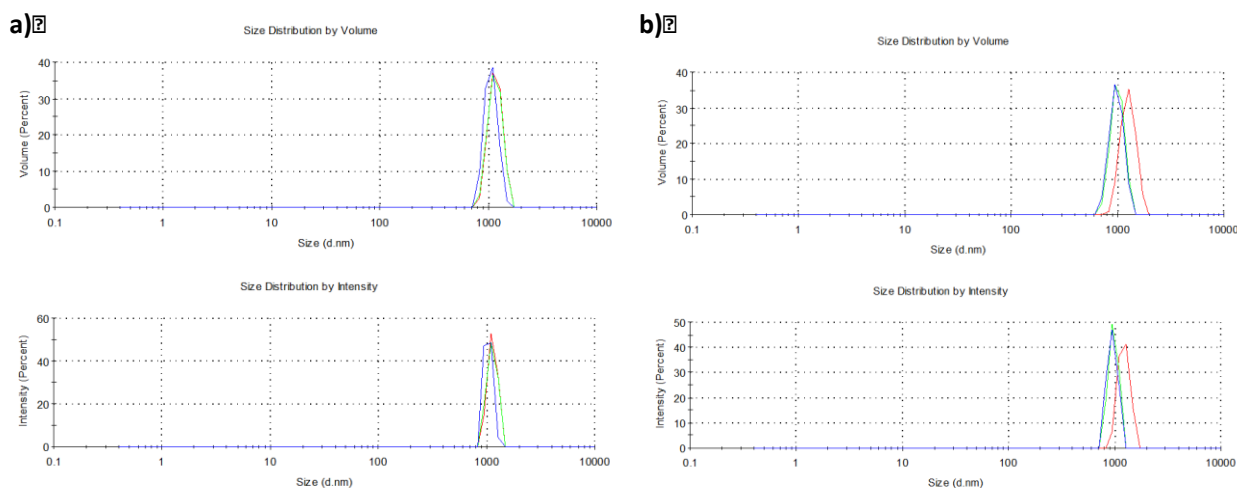 a)
Size Distribution by Volume
Volume (Percent)
40
30
20
10
0
0.1 1 10 100 1000 10000
Size (d.nm)
Size Distribution by Intensity
Intensity (Percent)
60
40
20
0
0.1 1 10 100 1000 10000
Size (d.nm)
b)
Size Distribution by Volume
Volume (Percent)
40
30
20
10
0
0.1 1 10 100 1000 10000
Size (d.nm)
Size Distribution by Intensity
Intensity (Percent)
50
40
30
20
10
0
0.1 1 10 100 1000 10000
Size (d.nm)